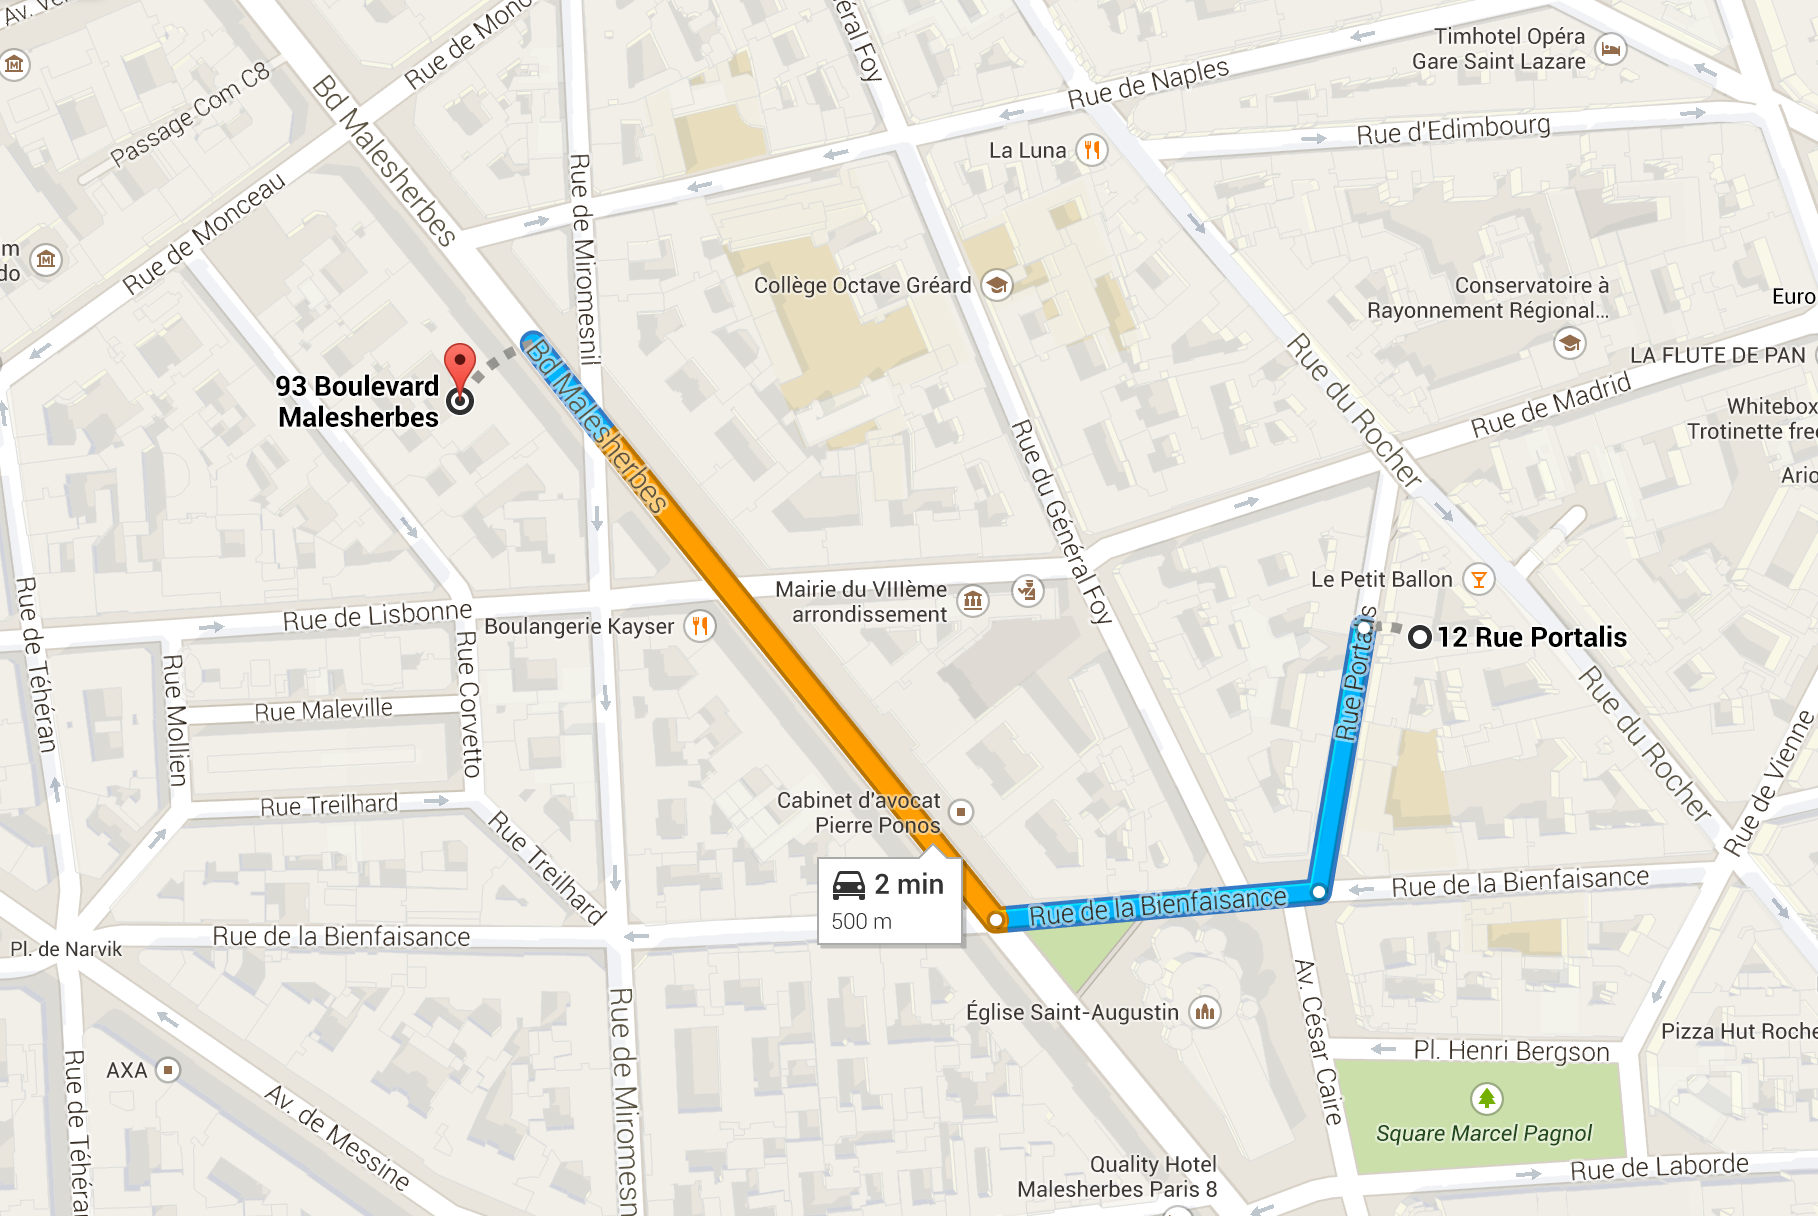 Passage Com C8
Rue de Monceau
Bd Malesherbes
Rue de Miromesnil
Général Foy
Rue de Naples
Timhotel Opéra
Gare Saint Lazare
La Luna
Rue d'Edimbourg
Collège Octave Gréard
Conservatoire à
Rayonnement Régional...
Euro
LA FLUTE DE PAN
Rue du Rocher
Rue de Madrid
Whitebox
Trotinette free
Ario
93 Boulevard
Malesherbes
Bd Malesherbes
Rue du Général Foy
Rue de Téhéran
Rue de Lisbonne
Boulangerie Kayser
Mairie du VIIIème
arrondissement
Le Petit Ballon
12 Rue Portalis
Rue Portalis
Rue Mollien
Rue Maleville
Rue Corvetto
Rue Treilhard
Rue Treilhard
Rue du Rocher
Rue de Vienne
Cabinet d'avocat
Pierre Ponos
2 min
500 m
Rue de la Bienfaisance
Rue de la Bienfaisance
Rue de la Bienfaisance
Pl. de Narvik
Av. César Caire
Église Saint-Augustin
Rue de Miromesn
Pl. Henri Bergson
Pizza Hut Roche
AXA
Rue de Téhéran
Av. de Messine
Square Marcel Pagnol
Quality Hotel
Malesherbes Paris 8
Rue de Laborde